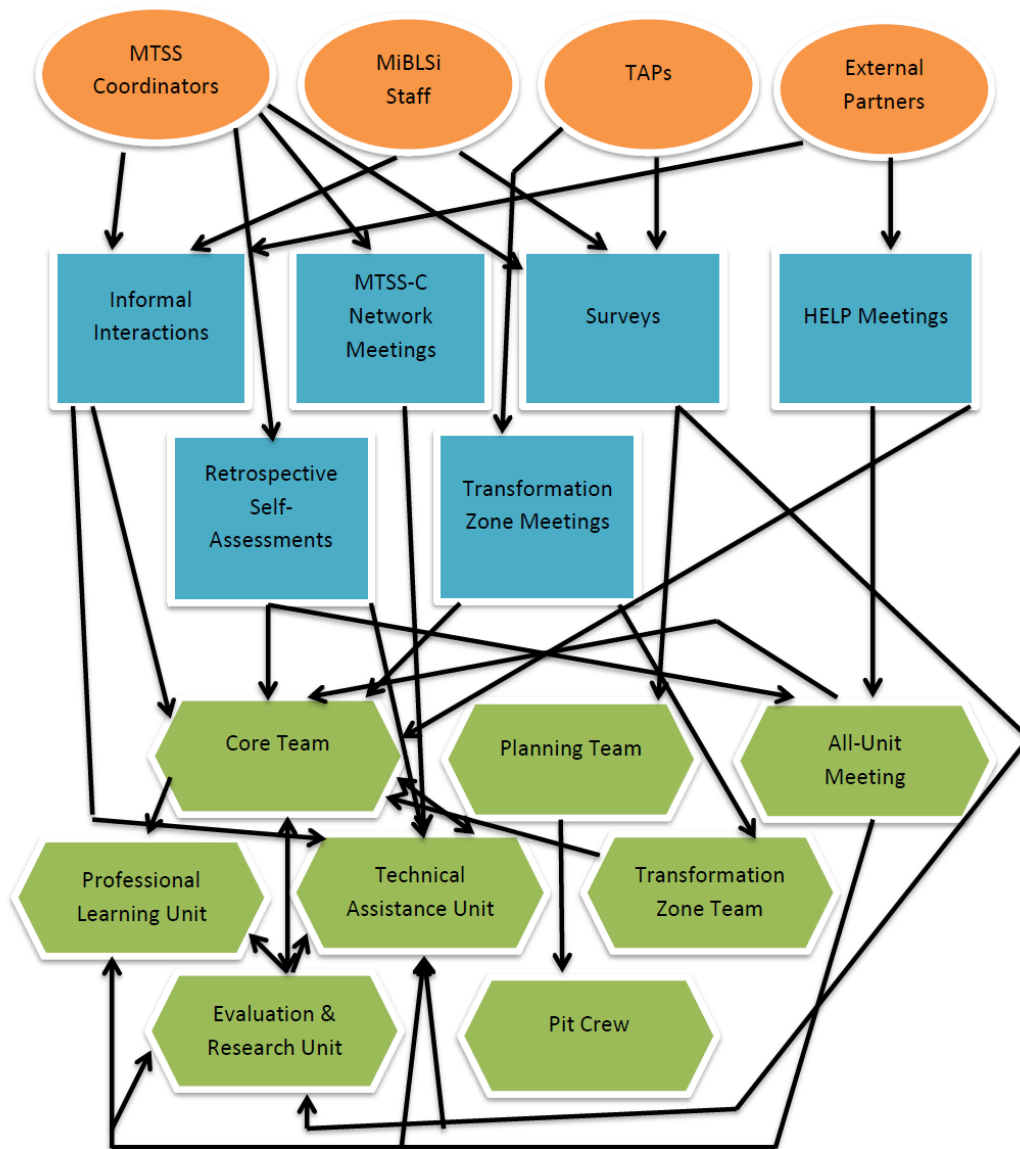 MTSS
Coordinators
MiBLSi
Staff
TAPs
External
Partners
Informal
Interactions
MTSS-C
Network
Meetings
Surveys
HELP Meetings
Retrospective
Self-
Assessments
Transformation
Zone Meetings
Core Team
Planning Team
All-Unit
Meeting
Professional
Learning Unit
Technical
Assistance Unit
Transformation
Zone Team
Evaluation &
Research Unit
Pit Crew